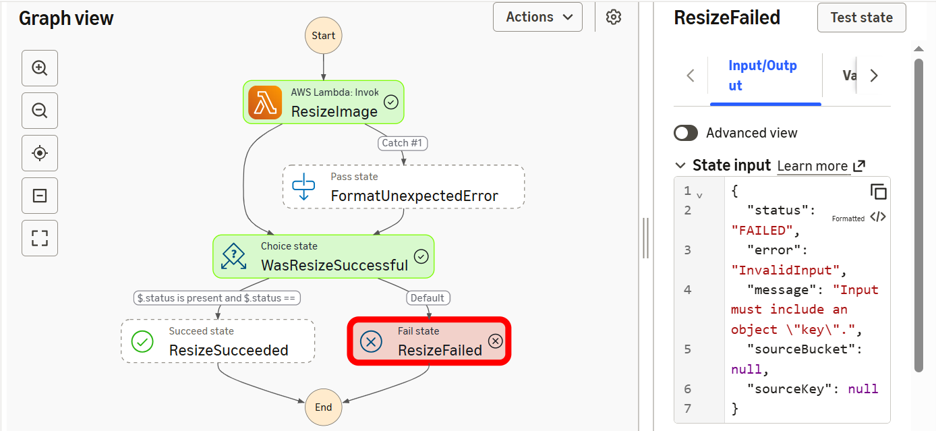 Graph view
Actions
Start
AWS Lambda: Invok
ResizeImage
Catch #1
Pass state
FormatUnexpectedError
Choice state
WasResizeSuccessful
$.status is present and $.status ==
Default
Succeed state
ResizeSucceeded
Fail state
ResizeFailed
End
ResizeFailed
Test state
Input/Outp
ut
Va
Advanced view
State input Learn more
Formatted
1 {
2 "status":
"FAILED",
3 "error":
"InvalidInput",
4 "message": "Input
must include an
object \"key\".",
5 "sourceBucket":
null,
6 "sourceKey": null
7 }